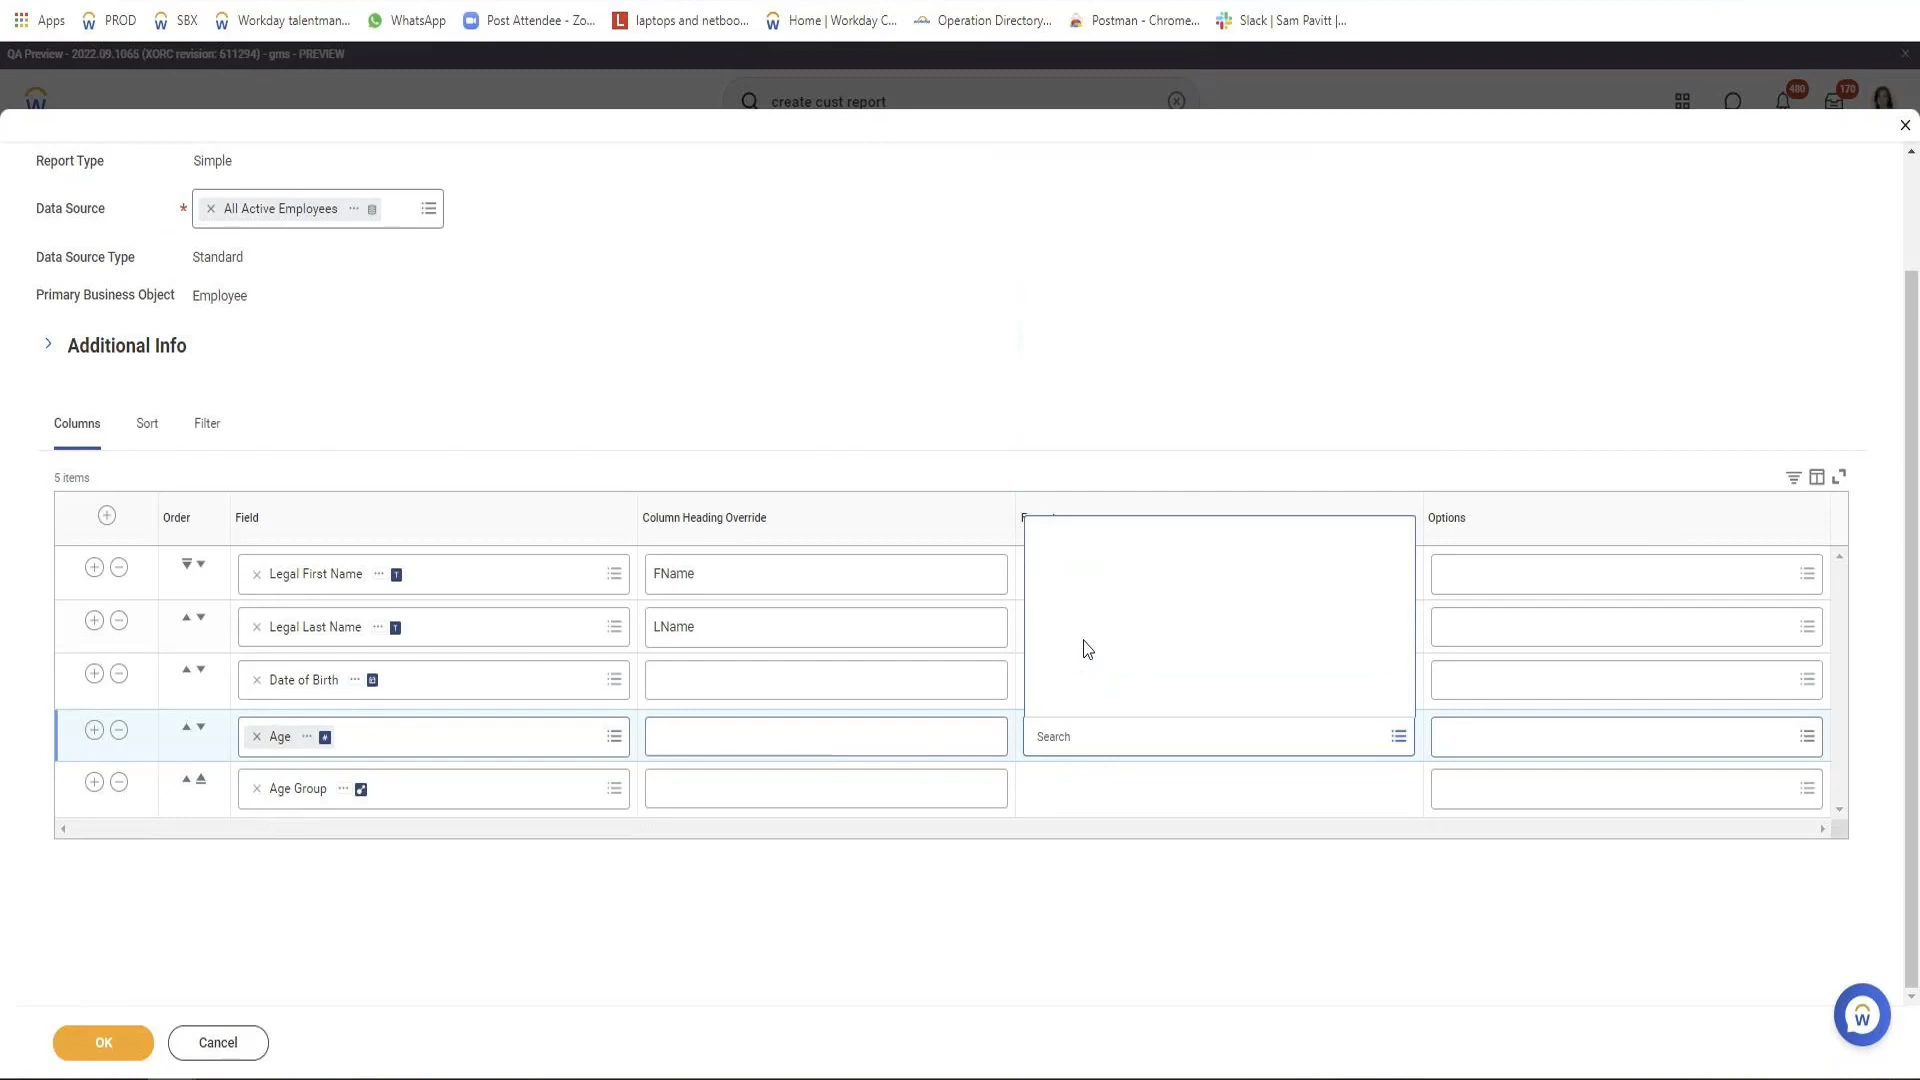 Apps PROD SBX Workday talentman... WhatsApp Post Attendee - Zo... laptops and netboo... Home | Workday C... Operation Directory,... Postman - Chrome... Slack | Sam Pavitt |...
QA Preview - 2022.09.1065 (XORC revision: 611294) - gms - PREVIEW
create cust report
480
170
Report Type Simple
Data Source * All Active Employees
Data Source Type Standard
Primary Business Object Employee
Additional Info
Columns Sort Filter
5 items
Order Field Column Heading Override Options
Legal First Name T FName
Legal Last Name T LName
Date of Birth
Age # Search
Age Group
OK Cancel